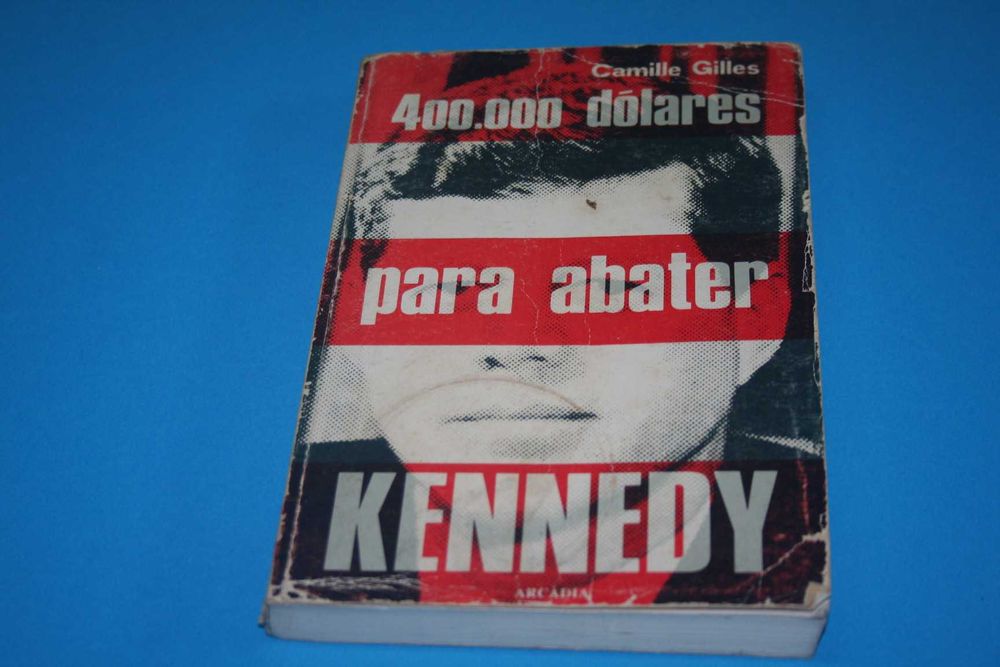 Camille Gilles
400.000 dólares
para abater
KENNEDY
ARCÁDIA